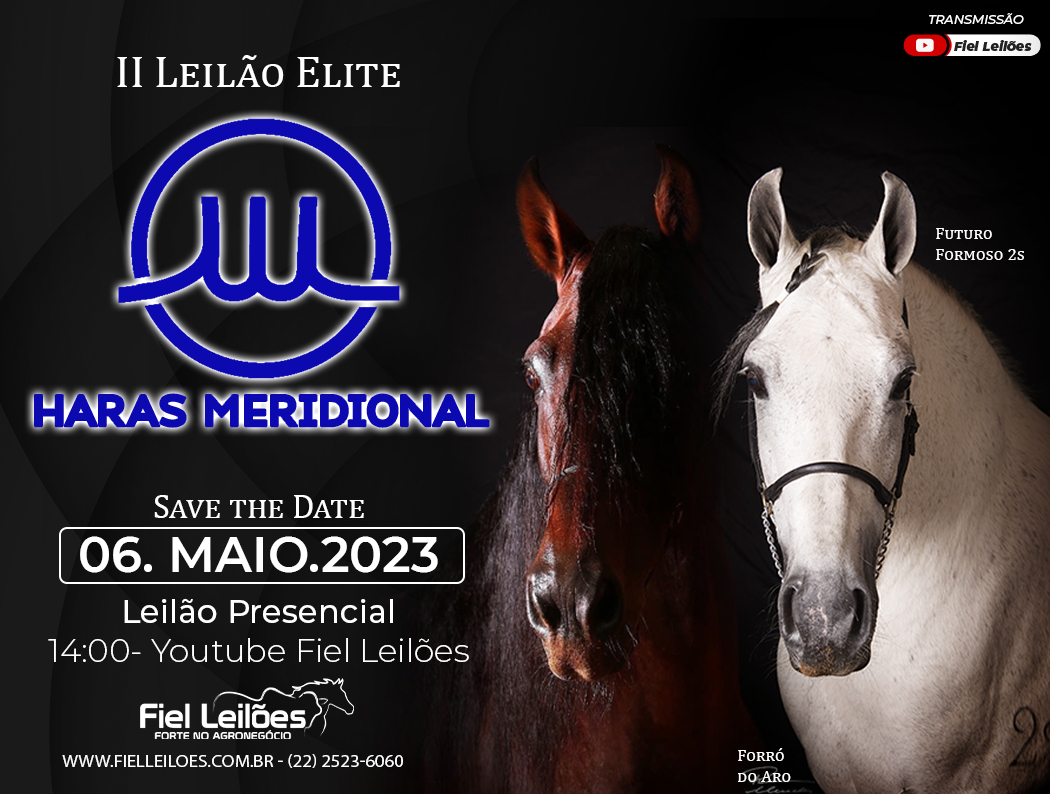 TRANSMISSÃO
Fiel Leilões
II LEILÃO ELITE
HARAS MERIDIONAL
FUTURO
FORMOSO 2S
SAVE THE DATE
06. MAIO.2023
Leilão Presencial
14:00- Youtube Fiel Leilões
Fiel Leilões
FORTE NO AGRONEGÓCIO
WWW.FIELLEILOES.COM.BR - (22) 2523-6060
FORRÓ
DO ARO